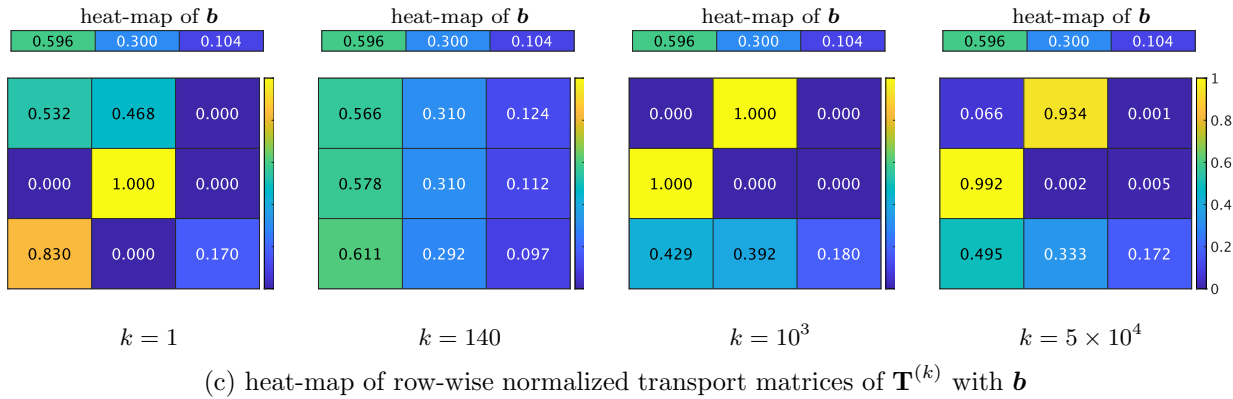 heat-map of b heat-map of b heat-map of b heat-map of b
0.596 0.300 0.104 0.596 0.300 0.104 0.596 0.300 0.104 0.596 0.300 0.104
1
0.532 0.468 0.000 0.566 0.310 0.124 0.000 1.000 0.000 0.066 0.934 0.001
0.8
0.6
0.000 1.000 0.000 0.578 0.310 0.112 1.000 0.000 0.000 0.992 0.002 0.005
0.4
0.830 0.000 0.170 0.611 0.292 0.097 0.429 0.392 0.180 0.495 0.333 0.172
0.2
0
k = 1 k = 140 k = 10³ k = 5 × 10⁴
(c) heat-map of row-wise normalized transport matrices of T⁽ᵏ⁾ with b